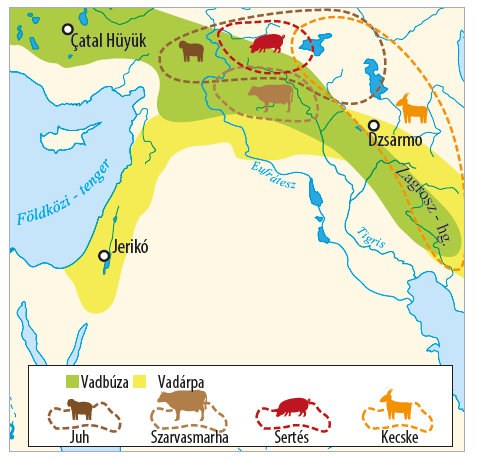 Çatal Hüyük
Dzsarmo
Zagrosz - hg.
Eufrátesz
Földközi - tenger
Tigris
Jerikó
Vadbúza Vadárpa
Juh Szarvasmarha Sertés Kecske